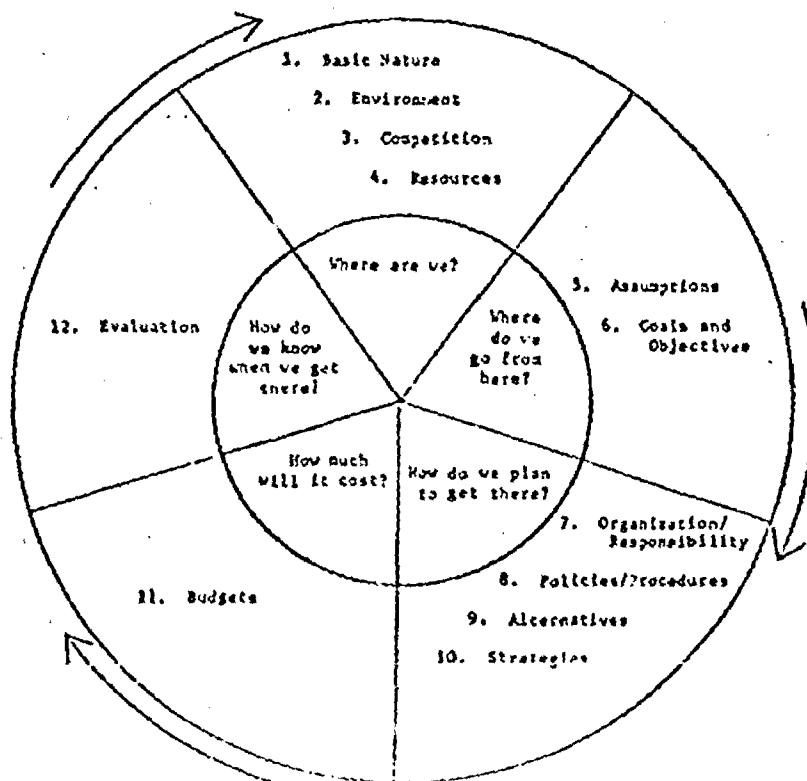 1. Basic Nature
2. Environment
3. Competition
4. Resources
Where are we?
5. Assumptions
6. Goals and
Objectives
Where
do we
go from
here?
How do we plan
to get there?
7. Organization/
Responsibility
8. Policies/Procedures
9. Alternatives
10. Strategies
How much
will it cost?
11. Budgets
How do
we know
when we get
there?
12. Evaluation